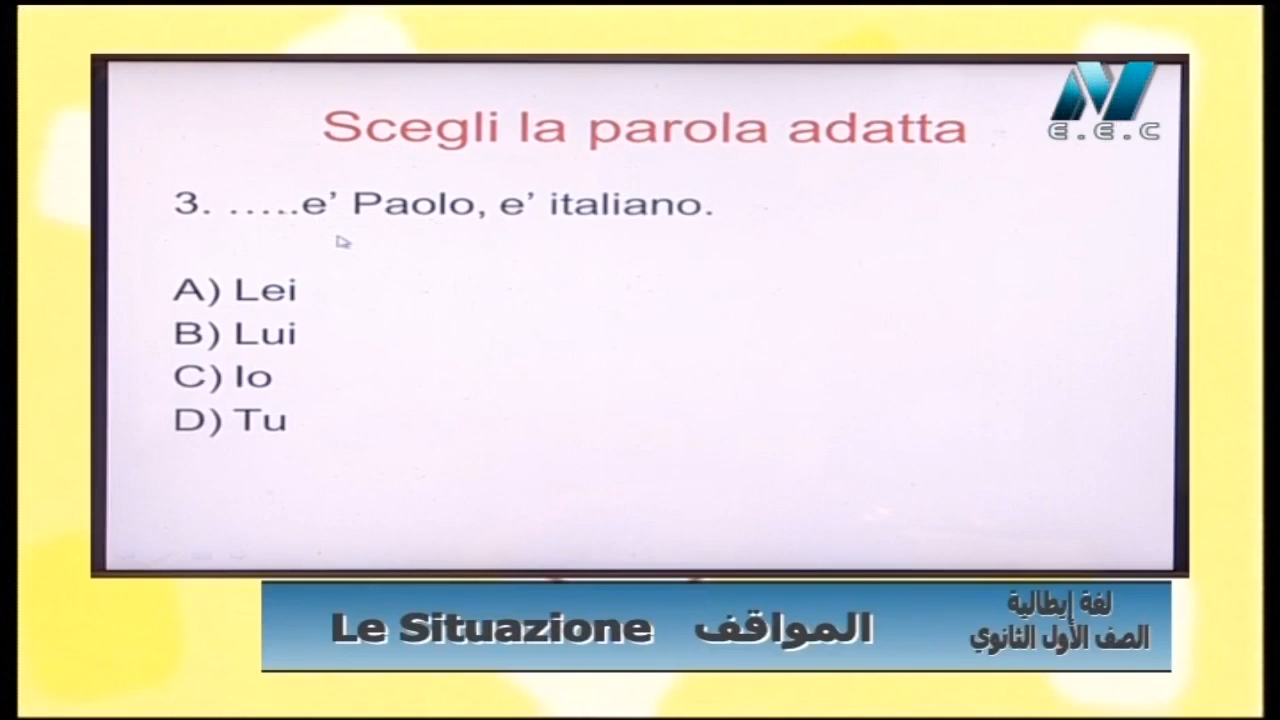 Scegli la parola adatta
E.E.C
3. .....e’ Paolo, e’ italiano.
A) Lei
B) Lui
C) Io
D) Tu
Le Situazione المواقف
لغة إيطالية
الصف الأول الثانوي